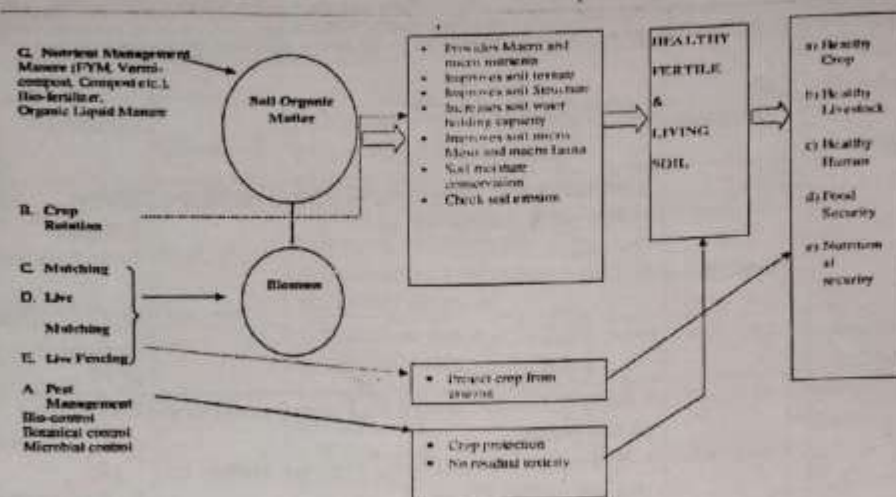 G. Nutrient Management
Manure (FYM, Vermi-
compost, Compost etc.),
Bio-fertilizer,
Organic Liquid Manure
B. Crop
Rotation
C. Mulching
D. Live
Mulching
E. Live Fencing
A. Pest
Management
Bio-control
Botanical control
Microbial control
Soil Organic
Matter
Biomass
• Provides Macro and
micro nutrients
• Improves soil texture
• Improves soil Structure
• Increases soil water
holding capacity
• Improves soil micro
Meso and macro fauna
• Soil moisture
conservation
• Check soil erosion
• Protect crop from
• Crop protection
• No residual toxicity
HEALTHY
FERTILE
&
LIVING
SOIL
a) Healthy
Crop
b) Healthy
Livestock
c) Healthy
Human
d) Food
Security
e) Nutrition
al
security